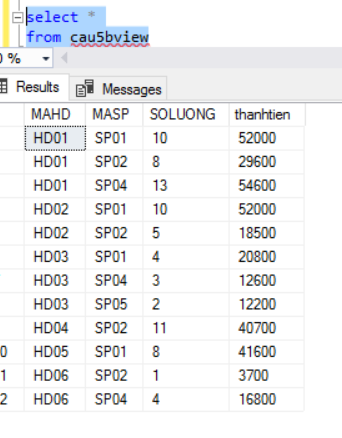 select *
from cau5bview
0 %
Results Messages
MAHD MASP SOLUONG thanhtien
HD01 SP01 10 52000
HD01 SP02 8 29600
HD01 SP04 13 54600
HD02 SP01 10 52000
HD02 SP02 5 18500
HD03 SP01 4 20800
HD03 SP04 3 12600
HD03 SP05 2 12200
HD04 SP02 11 40700
0 HD05 SP01 8 41600
1 HD06 SP02 1 3700
2 HD06 SP04 4 16800